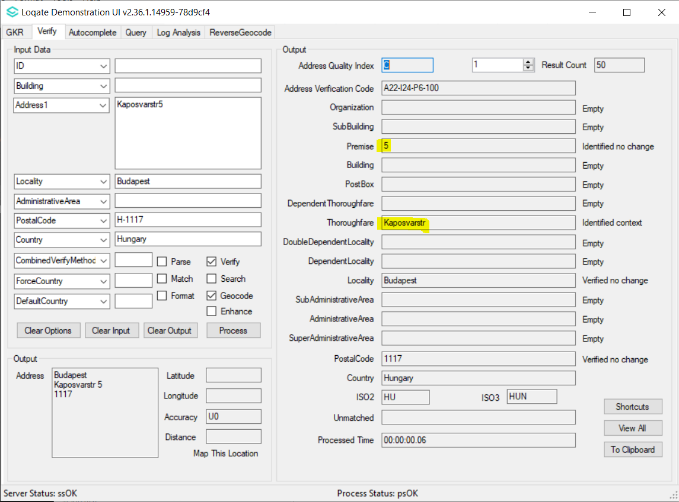 Loqate Demonstration UI v2.36.1.14959-78d9cf4
GKR Verify Autocomplete Query Log Analysis ReverseGeocode
Input Data
ID
Building
Address1 Kaposvarstr5
Locality Budapest
AdministrativeArea
PostalCode H-1117
Country Hungary
CombinedVerifyMethoc Parse Verify
ForceCountry Match Search
DefaultCountry Format Geocode
Enhance
Clear Options Clear Input Clear Output Process
Output
Address Budapest
Kaposvarstr 5
1117
Latitude
Longitude
Accuracy U0
Distance
Map This Location
Output
Address Quality Index C 1 Result Count 50
Address Verfication Code A22-I24-P6-100
Organization Empty
SubBuilding Empty
Premise 5 Identified no change
Building Empty
PostBox Empty
DependentThoroughfare Empty
Thoroughfare Kaposvarstr Identified context
DoubleDependentLocality Empty
DependentLocality Empty
Locality Budapest Verified no change
SubAdministrativeArea Empty
AdministrativeArea Empty
SuperAdministrativeArea Empty
PostalCode 1117 Verified no change
Country Hungary
ISO2 HU ISO3 HUN
Unmatched
Processed Time 00:00:00.06
Shortcuts
View All
To Clipboard
Server Status: ssOK Process Status: psOK